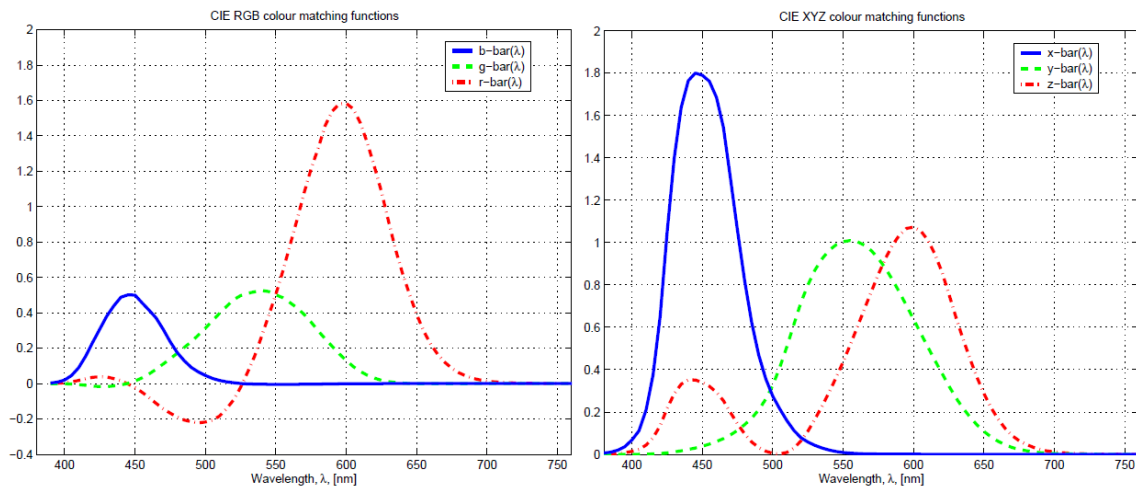 CIE RGB colour matching functions
2
1.8
1.6
1.4
1.2
1
0.8
0.6
0.4
0.2
0
−0.2
−0.4
400 450 500 550 600 650 700 750
Wavelength, λ, [nm]
b−bar(λ)
g−bar(λ)
r−bar(λ)
CIE XYZ colour matching functions
2
1.8
1.6
1.4
1.2
1
0.8
0.6
0.4
0.2
0
400 450 500 550 600 650 700 750
Wavelength, λ, [nm]
x−bar(λ)
y−bar(λ)
z−bar(λ)